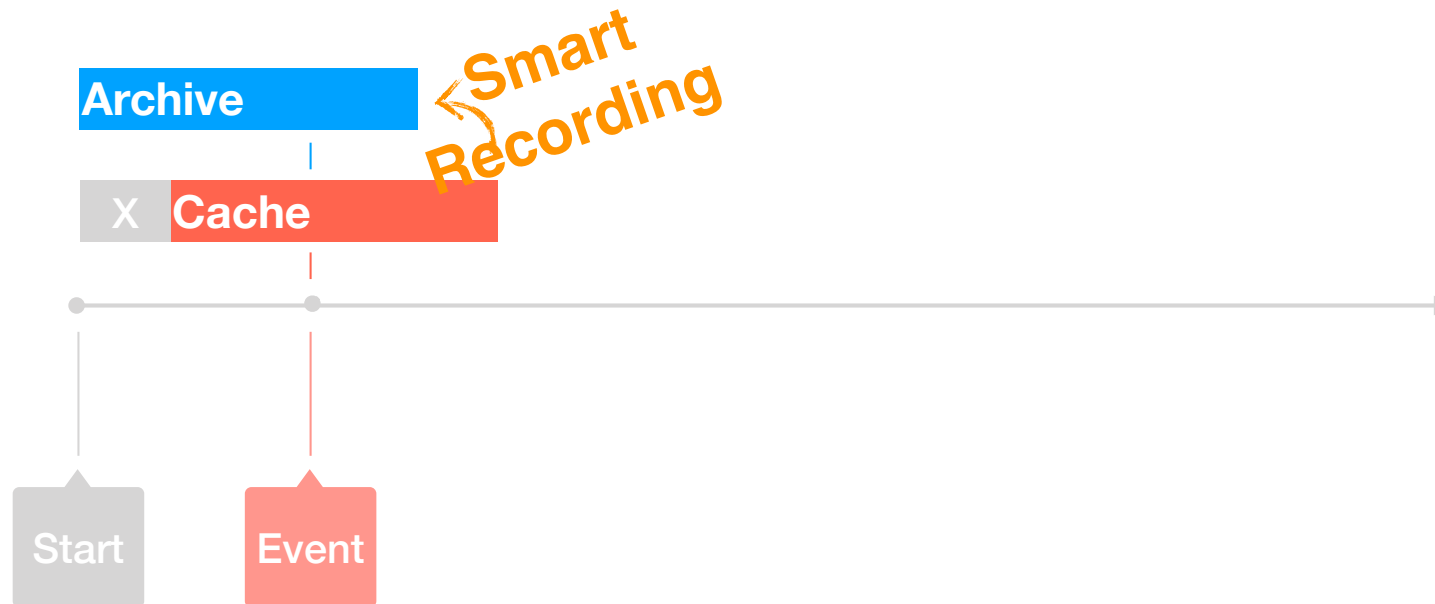 Smart
Recording
Archive
X
Cache
Start
Event